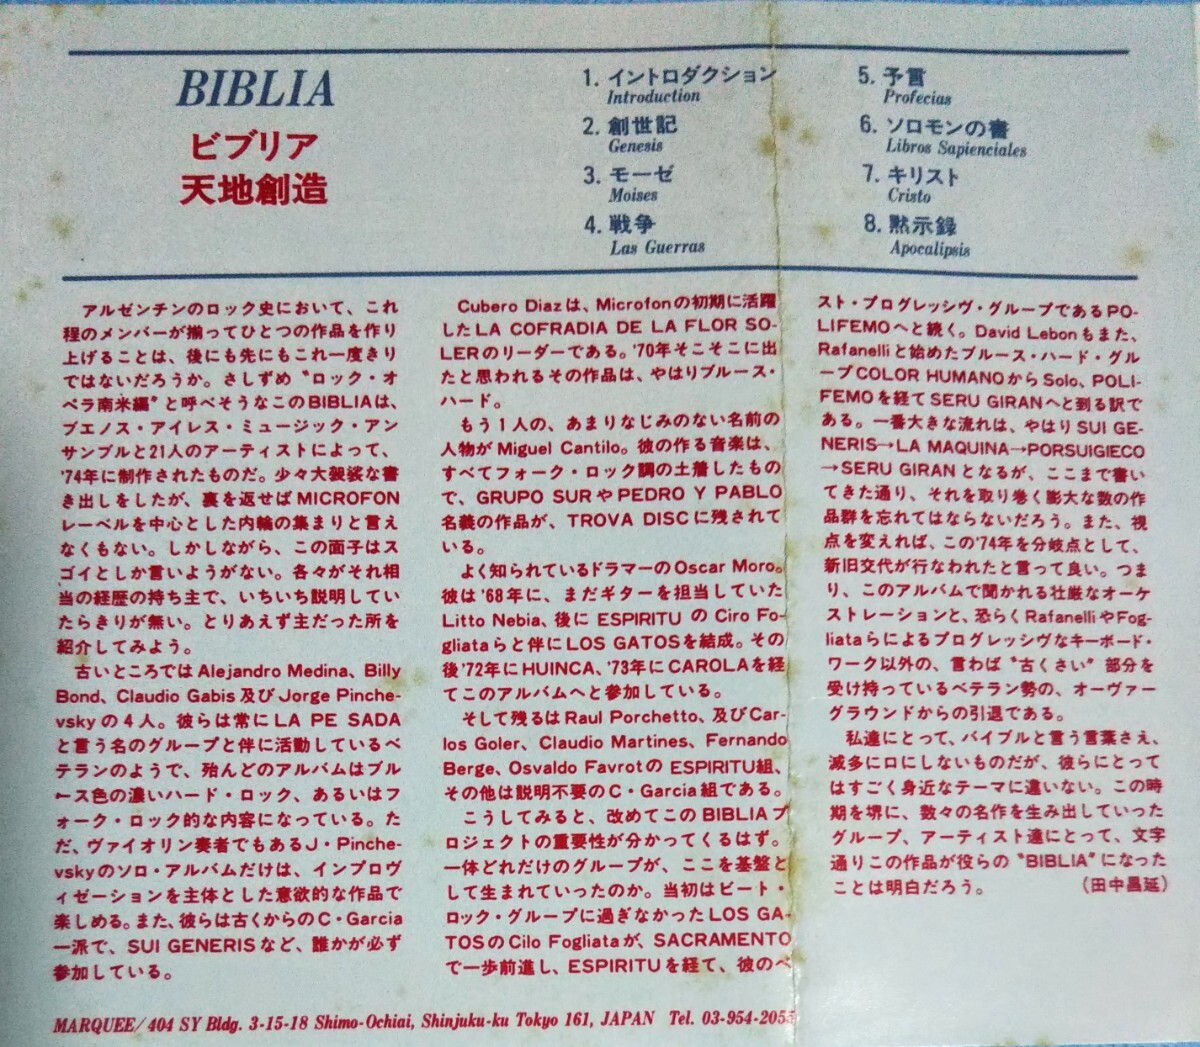 BIBLIA
ビブリア
天地創造
1. イントロダクション
Introduction
2. 創世記
Genesis
3. モーゼ
Moises
4. 戦争
Las Guerras
5. 予言
Profecias
6. ソロモンの書
Libros Sapienciales
7. キリスト
Cristo
8. 黙示録
Apocalipsis
アルゼンチンのロック史において、これ
程のメンバーが揃ってひとつの作品を作り
上げることは、後にも先にもこれ一度きり
ではないだろうか。さしずめ〝ロック・オ
ペラ南米編〟と呼べそうなこのBIBLIAは、
ブエノス・アイレス・ミュージック・アン
サンブルと21人のアーティストによって、
'74年に制作されたものだ。少々大袈裟な書
き出しをしたが、裏を返せばMICROFON
レーベルを中心とした内輪の集まりと言え
なくもない。しかしながら、この面子はス
ゴイとしか言いようがない。各々がそれ相
当の経歴の持ち主で、いちいち説明してい
たらきりが無い。とりあえず主だった所を
紹介してみよう。
古いところではAlejandro Medina, Billy
Bond, Claudio Gabis及びJorge Pinche-
vskyの4人。彼らは常にLA PE SADA
と言う名のグループと伴に活動しているベ
テランのようで、殆んどのアルバムはブル
ース色の濃いハード・ロック、あるいはフ
ォーク・ロック的な内容になっている。た
だ、ヴァイオリン奏者でもあるJ・Pinche-
vskyのソロ・アルバムだけは、インプロヴ
ィゼーションを主体とした意欲的な作品で
楽しめる。また、彼らは古くからのC・Garcia
一派で、SUI GENERISなど、誰かが必ず
参加している。
Cubero Diazは、Microfonの初期に活躍
したLA COFRADIA DE LA FLOR SO-
LERのリーダーである。'70年そこそこに出
たと思われるその作品は、やはりブルース・
ハード。
もう1人の、あまりなじみのない名前の
人物がMiguel Cantilo。彼の作る音楽は、
すべてフォーク・ロック調の土着したもの
で、GRUPO SURやPEDRO Y PABLO
名義の作品が、TROVA DISCに残されて
いる。
よく知られているドラマーのOscar Moro。
彼は'68年に、まだギターを担当していた
Litto Nebia、後にESPIRITUのCiro Fo-
gliataらと伴にLOS GATOSを結成。その
後'72年にHUINCA、'73年にCAROLAを経
てこのアルバムへと参加している。
そして残るはRaul Porchetto、及びCar-
los Goler、Claudio Martines、Fernando
Berge、Osvaldo FavrotのESPIRITU組、
その他は説明不要のC・Garcia組である。
こうしてみると、改めてこのBIBLIAプ
ロジェクトの重要性が分かってくるはず。
一体どれだけのグループが、ここを基盤と
して生まれていったのか。当初はビート・
ロック・グループに過ぎなかったLOS GA-
TOSのCilo Fogliataが、SACRAMENTO
で一歩前進し、ESPIRITUを経て、彼のベ
スト・プログレッシヴ・グループであるPO-
LIFEMOへと続く。David Lebonもまた、
Rafanelliと始めたブルース・ハード・グル
ープCOLOR HUMANOからSolo、POLI-
FEMOを経てSERU GIRANへと到る訳で
ある。一番大きな流れは、やはりSUI GE-
NERIS→LA MAQUINA→PORSUIGIECO
→SERU GIRANとなるが、ここまで書い
てきた通り、それを取り巻く膨大な数の作
品群を忘れてはならないだろう。また、視
点を変えれば、この'74年を分岐点として、
新旧交代が行なわれたと言って良い。つま
り、このアルバムで聞かれる壮厳なオーケ
ストレーションと、恐らくRafanelliやFog-
liataらによるプログレッシヴなキーボード・
ワーク以外の、言わば〝古くさい〟部分を
受け持っているベテラン勢の、オーヴァー
グラウンドからの引退である。
私達にとって、バイブルと言う言葉さえ、
滅多に口にしないものだが、彼らにとって
はすごく身近なテーマに違いない。この時
期を堺に、数々の名作を生み出していった
グループ、アーティスト達にとって、文字
通りこの作品が役らの〝BIBLIA〟になった
ことは明白だろう。 (田中昌延)
MARQUEE/404 SY Bldg. 3-15-18 Shimo-Ochiai, Shinjuku-ku Tokyo 161, JAPAN Tel. 03-954-2055